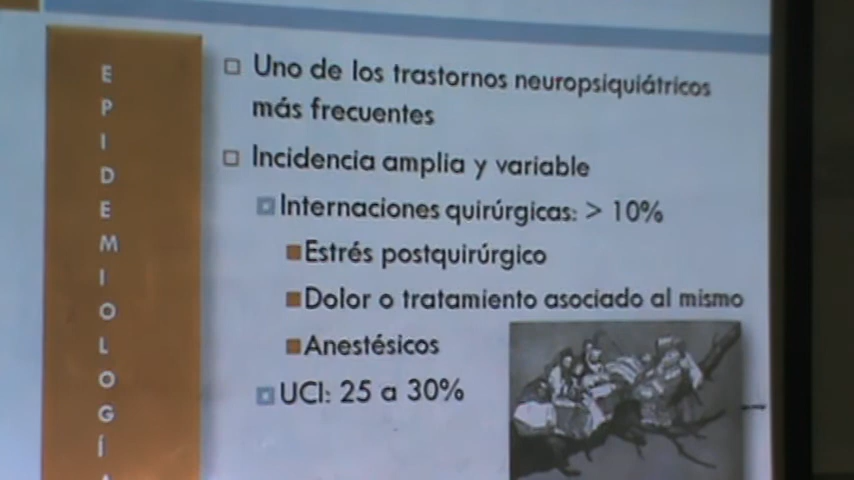 EPIDEMIOLOGÍA
Uno de los trastornos neuropsiquiátricos
más frecuentes
Incidencia amplia y variable
Internaciones quirúrgicas: > 10%
Estrés postquirúrgico
Dolor o tratamiento asociado al mismo
Anestésicos
UCI: 25 a 30%